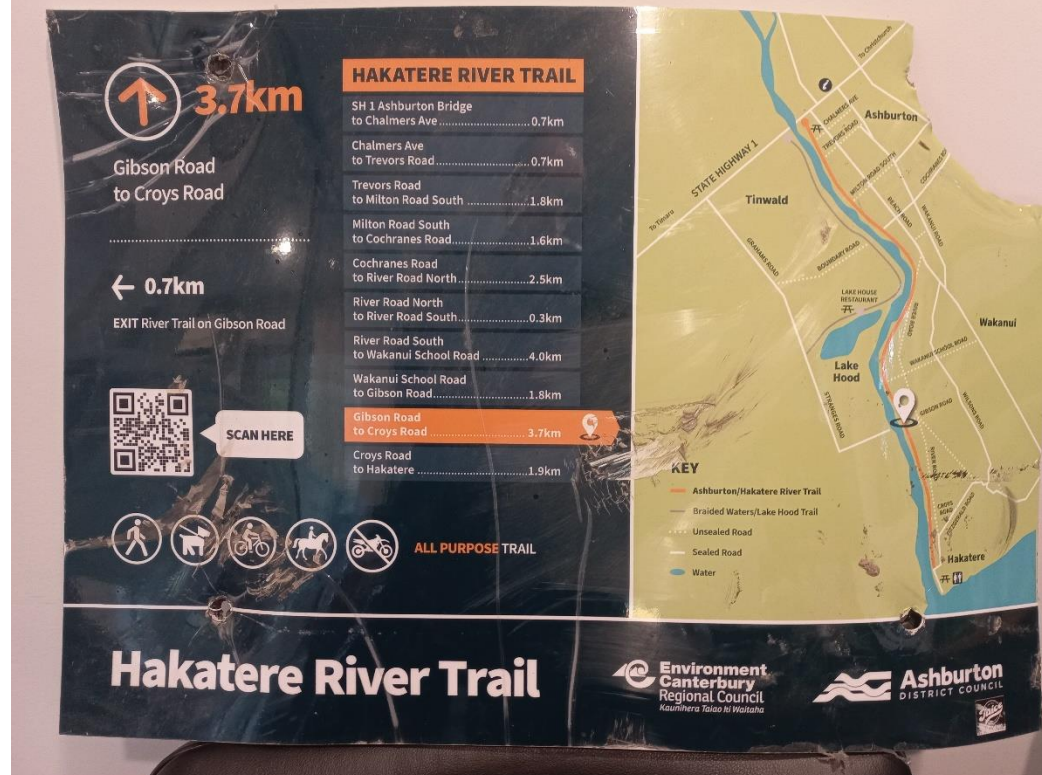 3.7km
Gibson Road
to Croys Road
0.7km
EXIT River Trail on Gibson Road
SCAN HERE
ALL PURPOSE TRAIL
HAKATERE RIVER TRAIL
SH 1 Ashburton Bridge
to Chalmers Ave 0.7km
Chalmers Ave
to Trevors Road 0.7km
Trevors Road
to Milton Road South 1.8km
Milton Road South
to Cochranes Road 1.6km
Cochranes Road
to River Road North 2.5km
River Road North
to River Road South 0.3km
River Road South
to Wakanui School Road 4.0km
Wakanui School Road
to Gibson Road 1.8km
Gibson Road
to Croys Road 3.7km
Croys Road
to Hakatere 1.9km
To Christchurch
CHALMERS AVE
Ashburton
TREVORS ROAD
STATE HIGHWAY 1
MILTON ROAD SOUTH
Tinwald
To Timaru
BEACH ROAD
WAKANUI ROAD
GRAHAMS ROAD
BOUNDARY ROAD
LAKE HOUSE
RESTAURANT
RIVER ROAD
Wakanui
WAKANUI SCHOOL ROAD
Lake
Hood
STRANGES ROAD
GIBSON ROAD
CROYS
ROAD
Hakatere
KEY
Ashburton/Hakatere River Trail
Braided Waters/Lake Hood Trail
Unsealed Road
Sealed Road
Water
Hakatere River Trail
Environment
Canterbury
Regional Council
Kaunihera Taiao ki Waitaha
Ashburton
DISTRICT COUNCIL